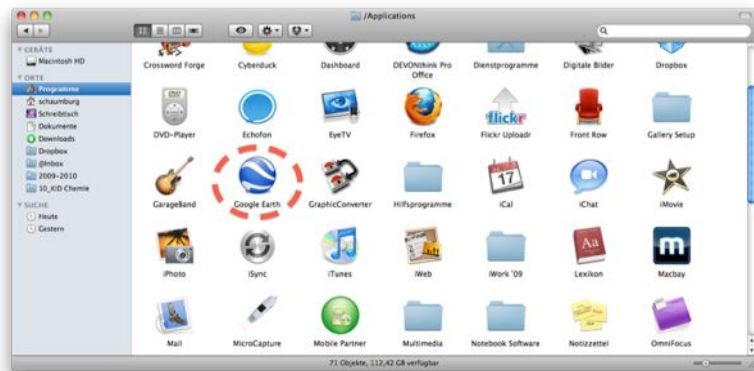 /Applications
GERÄTE
Macintosh HD
ORTE
Programme
schaumburg
Schreibtisch
Dokumente
Downloads
Dropbox
@Inbox
2009-2010
10_KID Chemie
SUCHE
Heute
Gestern
Crossword Forge
Cyberduck
Dashboard
DEVONthink Pro
Office
Dienstprogramme
Digitale Bilder
Dropbox
DVD-Player
Echofon
EyeTV
Firefox
flickr
Flickr Uploadr
Front Row
Gallery Setup
GarageBand
Google Earth
GraphicConverter
Hilfsprogramme
17
iCal
iChat
iMovie
iPhoto
iSync
iTunes
iWeb
iWork '09
Aa
Lexikon
m
Macbay
Mail
MicroCapture
Mobile Partner
Multimedia
Notebook Software
Notizzettel
OmniFocus
71 Objekte, 112,42 GB verfügbar